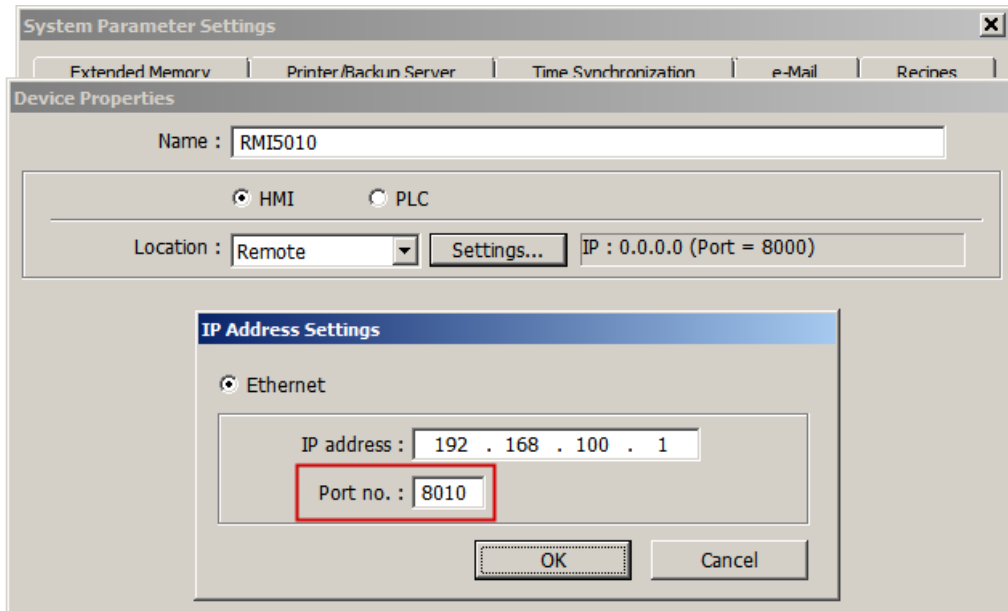 System Parameter Settings
Extended Memory Printer/Backup Server Time Synchronization e-Mail Recipes
Device Properties
Name : RMI5010
HMI PLC
Location : Remote Settings... IP : 0.0.0.0 (Port = 8000)
IP Address Settings
Ethernet
IP address : 192 . 168 . 100 . 1
Port no. : 8010
OK Cancel